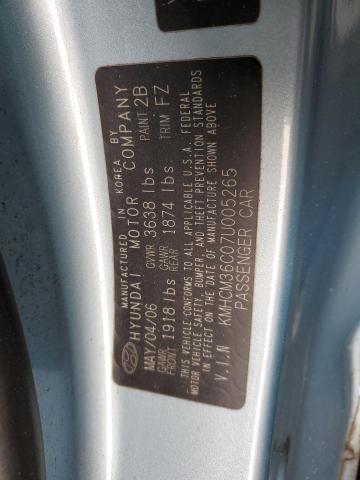 MANUFACTURED IN KOREA BY
HYUNDAI MOTOR COMPANY
MAY/04/06 GVWR 3638 lbs PAINT 2B
GAWR FRONT 1918 lbs GAWR REAR 1874 lbs. TRIM FZ
THIS VEHICLE CONFORMS TO ALL APPLICABLE U.S.A. FEDERAL
MOTOR VEHICLE SAFETY, BUMPER, AND THEFT PREVENTION STANDARDS
IN EFFECT ON THE DATE OF MANUFACTURE SHOWN ABOVE
V.I.N KMHCM36C07U005265
PASSENGER CAR